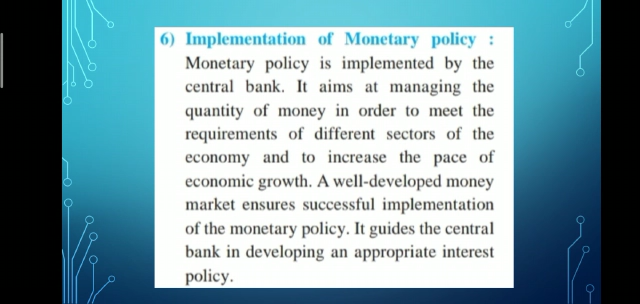 6) Implementation of Monetary policy :
Monetary policy is implemented by the
central bank. It aims at managing the
quantity of money in order to meet the
requirements of different sectors of the
economy and to increase the pace of
economic growth. A well-developed money
market ensures successful implementation
of the monetary policy. It guides the central
bank in developing an appropriate interest
policy.